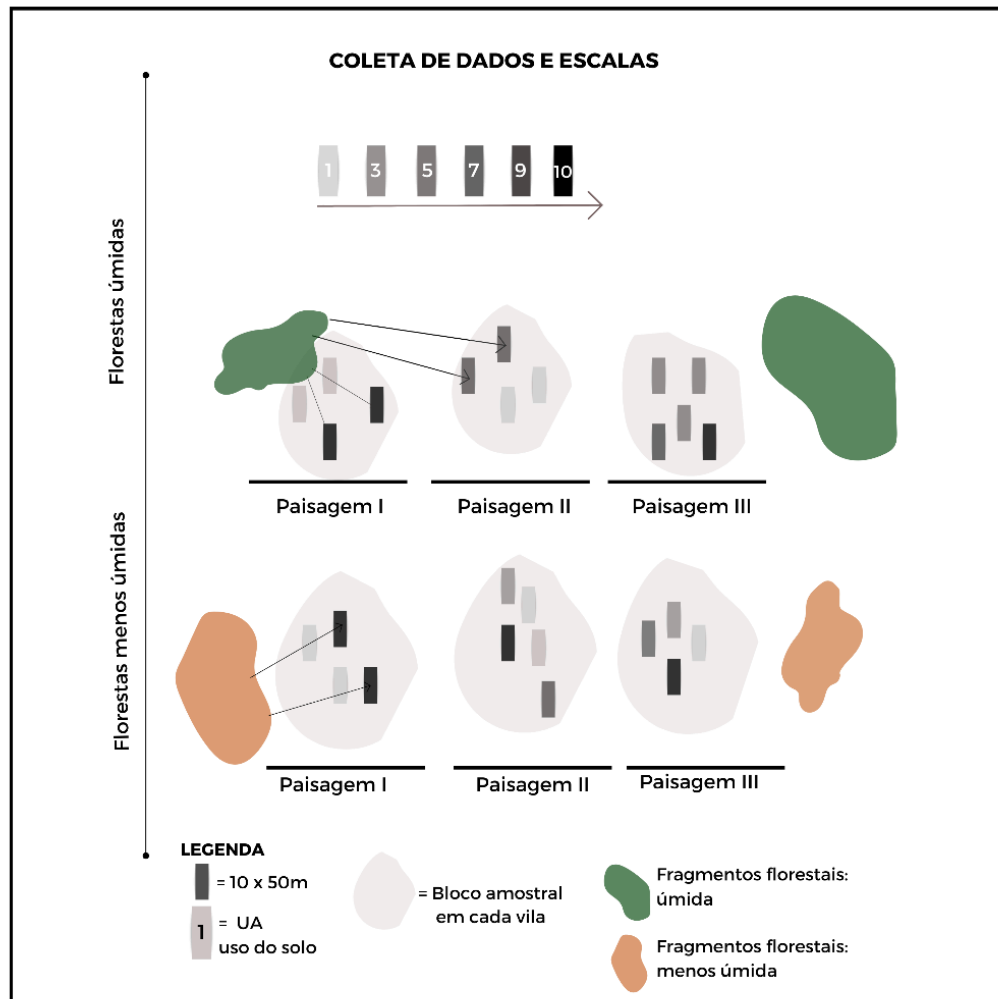 COLETA DE DADOS E ESCALAS
1 3 5 7 9 10
Florestas úmidas
Paisagem I
Paisagem II
Paisagem III
Florestas menos úmidas
Paisagem I
Paisagem II
Paisagem III
LEGENDA
= 10 x 50m
1 = UA
uso do solo
= Bloco amostral
em cada vila
Fragmentos florestais:
úmida
Fragmentos florestais:
menos úmida